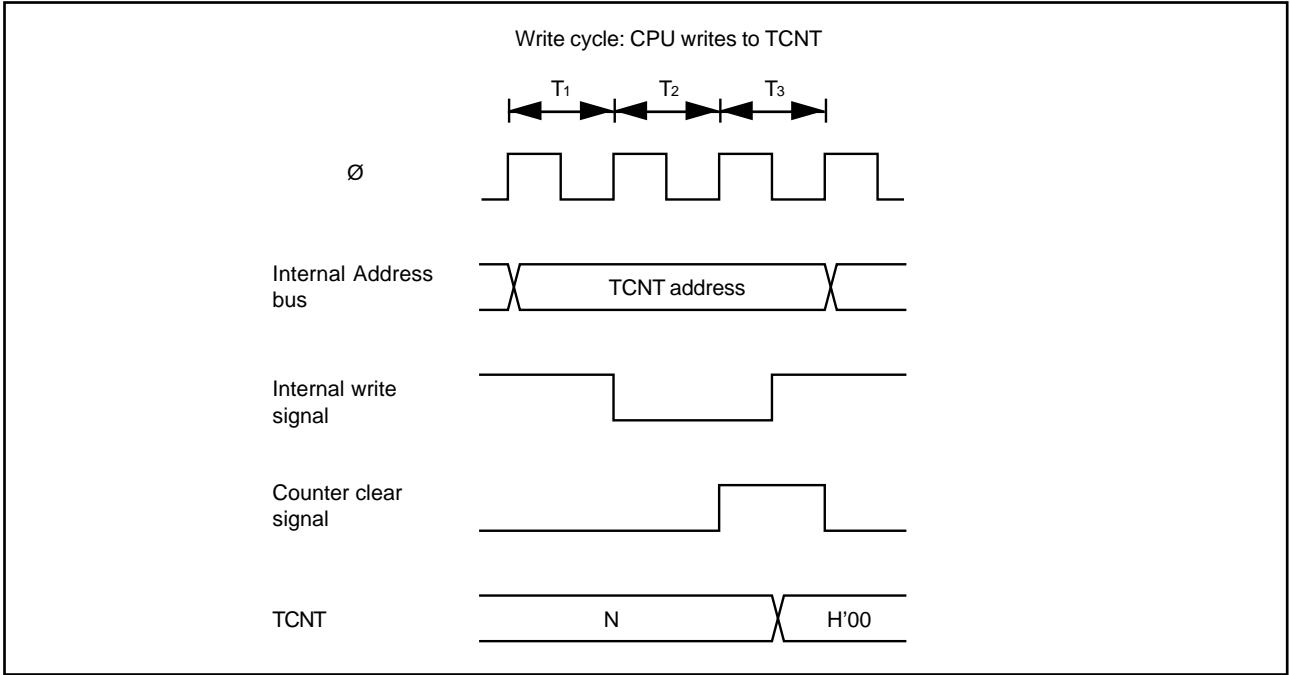 Write cycle: CPU writes to TCNT
T1 T2 T3
Ø
Internal Address
bus
TCNT address
Internal write
signal
Counter clear
signal
TCNT N H'00